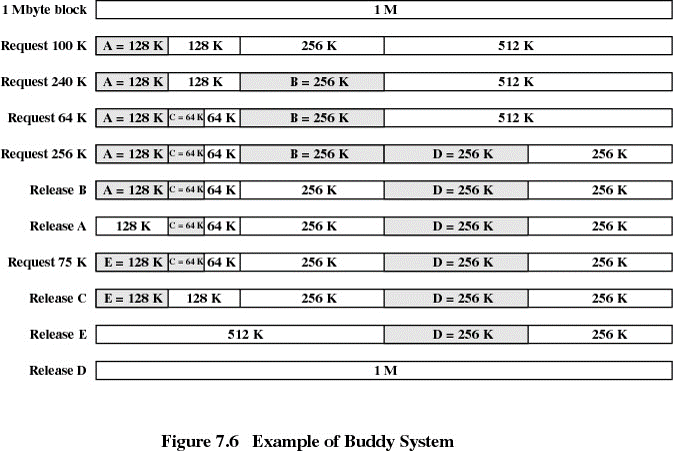 1 Mbyte block 1 M
Request 100 K A = 128 K 128 K 256 K 512 K
Request 240 K A = 128 K 128 K B = 256 K 512 K
Request 64 K A = 128 K C = 64 K 64 K B = 256 K 512 K
Request 256 K A = 128 K C = 64 K 64 K B = 256 K D = 256 K 256 K
Release B A = 128 K C = 64 K 64 K 256 K D = 256 K 256 K
Release A 128 K C = 64 K 64 K 256 K D = 256 K 256 K
Request 75 K E = 128 K C = 64 K 64 K 256 K D = 256 K 256 K
Release C E = 128 K 128 K 256 K D = 256 K 256 K
Release E 512 K D = 256 K 256 K
Release D 1 M
Figure 7.6 Example of Buddy System